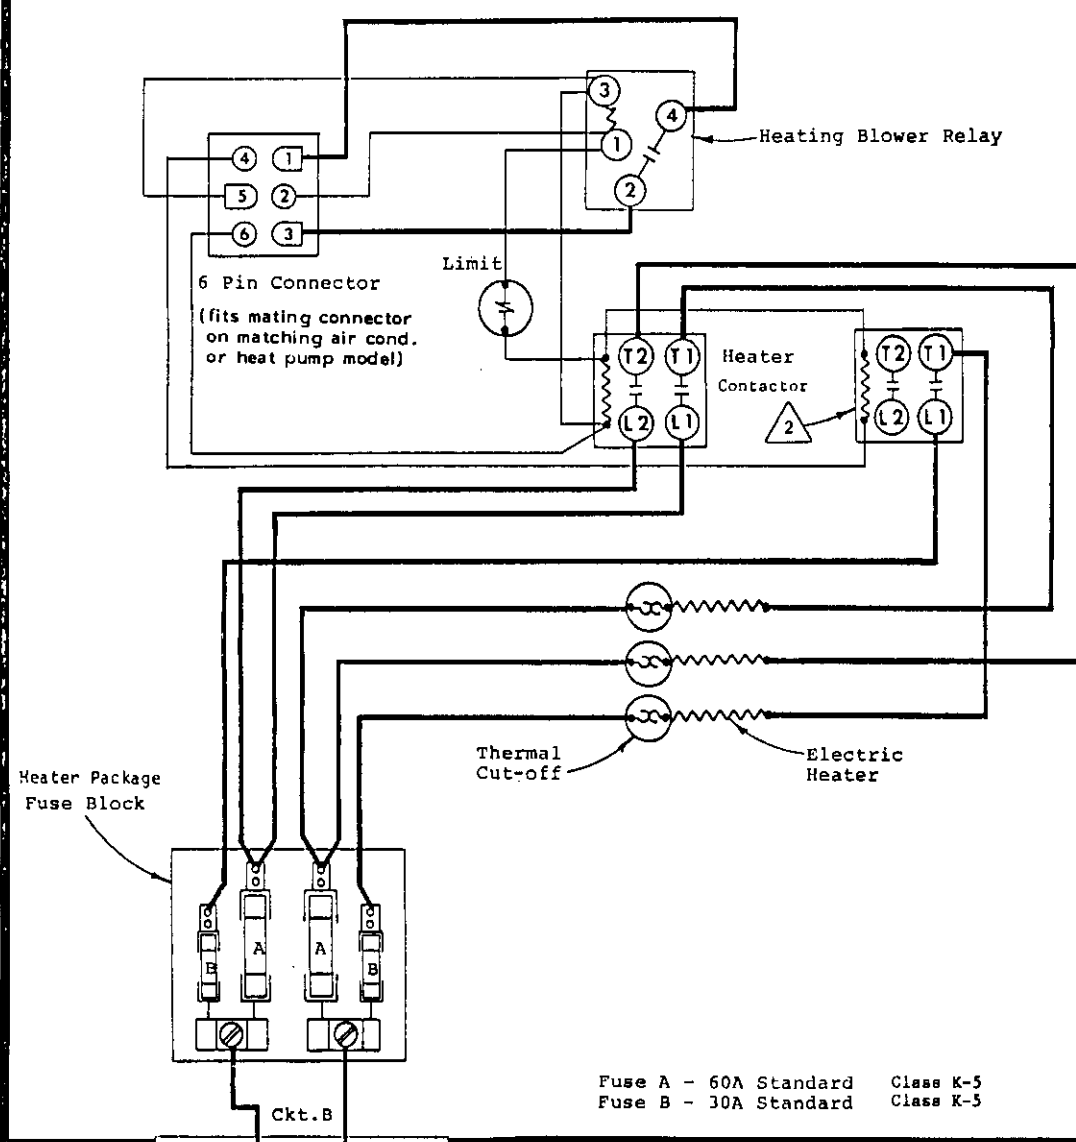 3
4
1
2
Heating Blower Relay
4 1
5 2
6 3
6 Pin Connector
(fits mating connector
on matching air cond.
or heat pump model)
Limit
T2 T1
L2 L1
Heater
Contactor
2
T2 T1
L2 L1
Thermal
Cut-off
Electric
Heater
Heater Package
Fuse Block
B A A B
Ckt.B
Fuse A - 60A Standard Class K-5
Fuse B - 30A Standard Class K-5